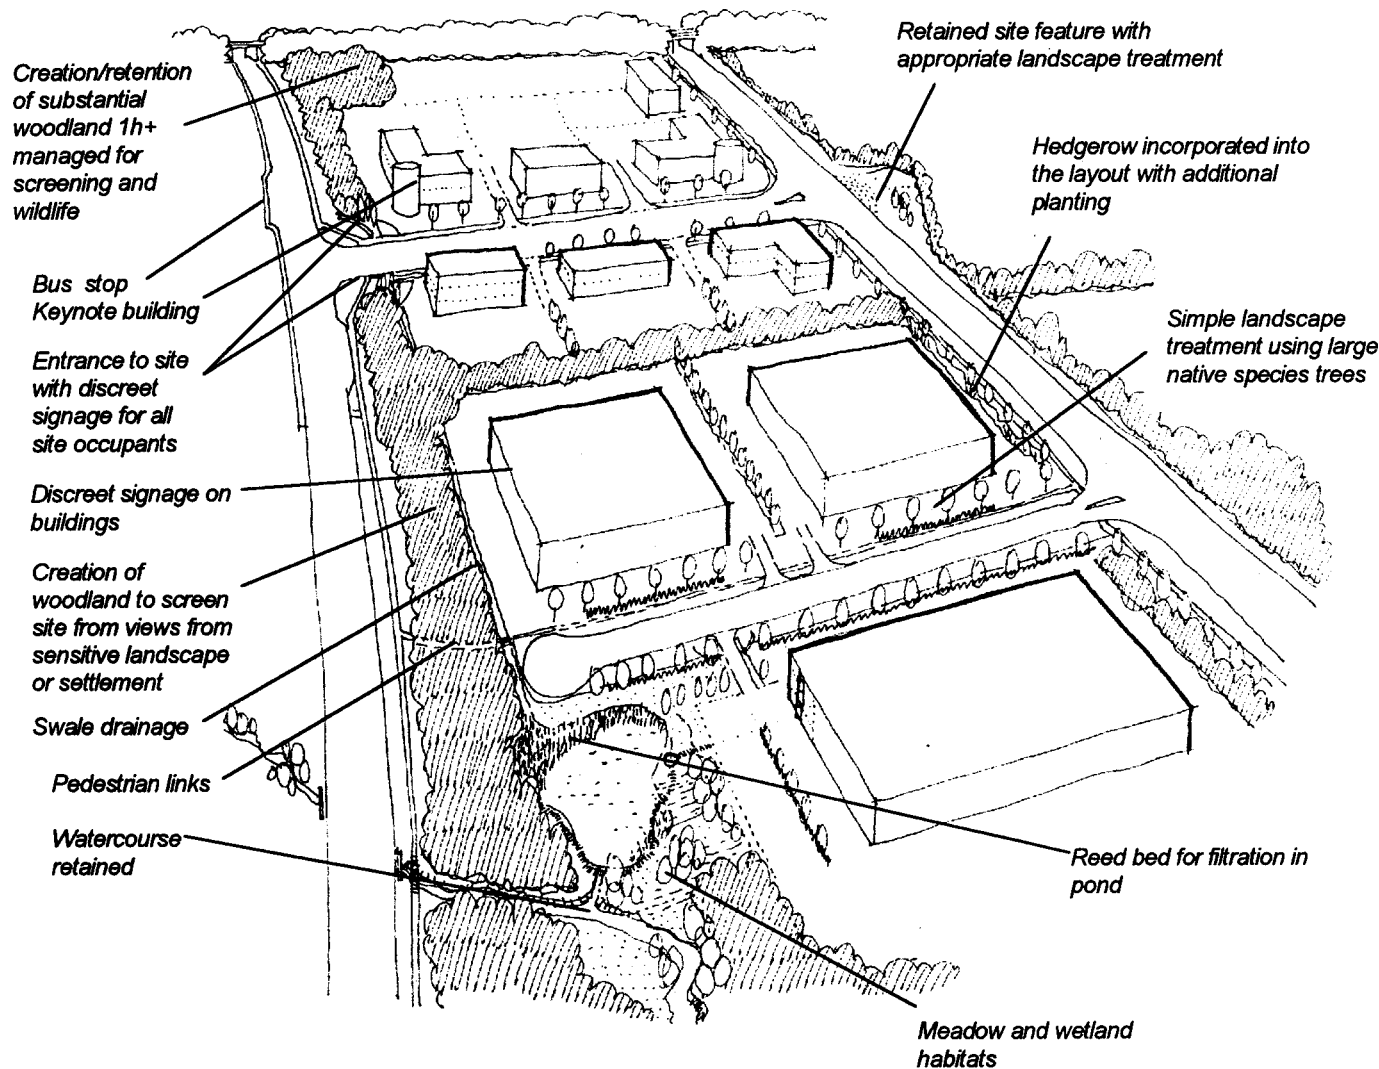 Creation/retention
of substantial
woodland 1h+
managed for
screening and
wildlife
Bus stop
Keynote building
Entrance to site
with discreet
signage for all
site occupants
Discreet signage on
buildings
Creation of
woodland to screen
site from views from
sensitive landscape
or settlement
Swale drainage
Pedestrian links
Watercourse
retained
Retained site feature with
appropriate landscape treatment
Hedgerow incorporated into
the layout with additional
planting
Simple landscape
treatment using large
native species trees
Reed bed for filtration in
pond
Meadow and wetland
habitats